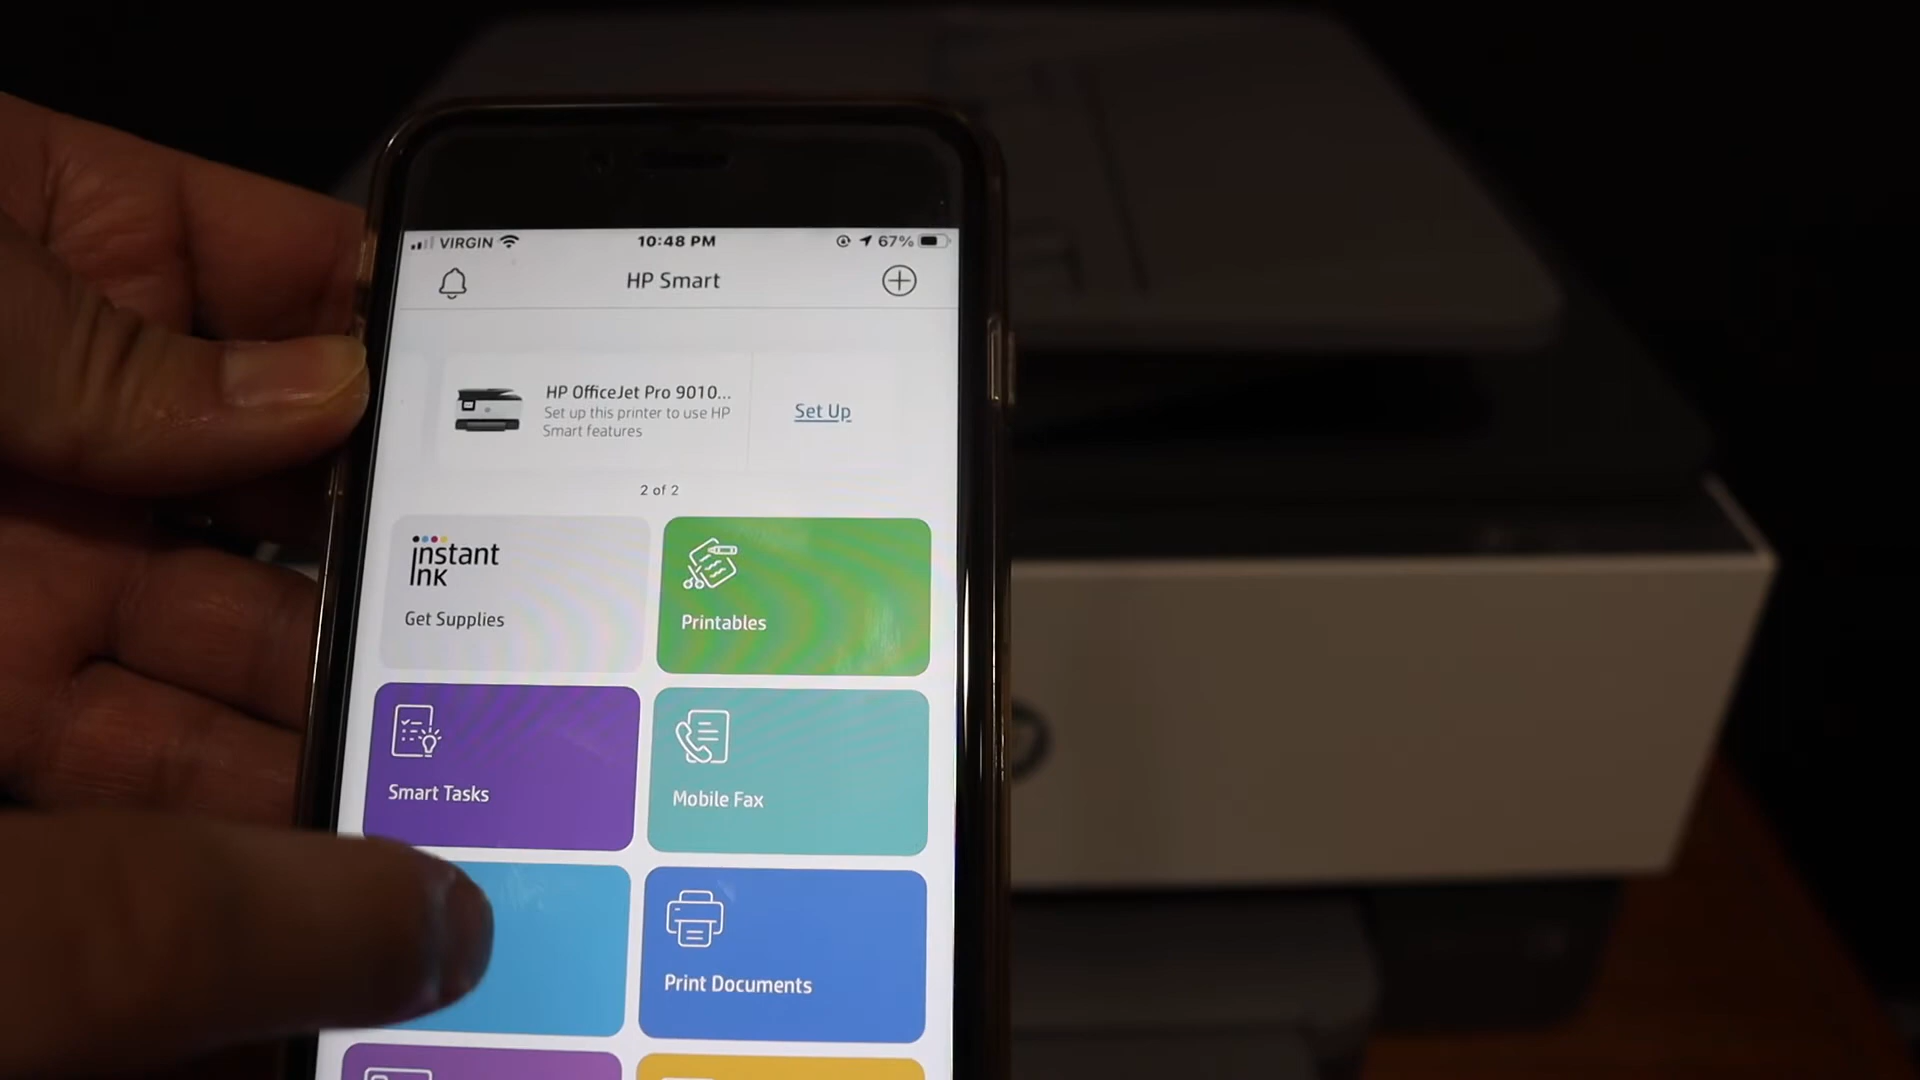 VIRGIN
10:48 PM
67%
HP Smart
HP OfficeJet Pro 9010...
Set up this printer to use HP
Smart features
Set Up
2 of 2
instant
ink
Get Supplies
Printables
Smart Tasks
Mobile Fax
Print Documents